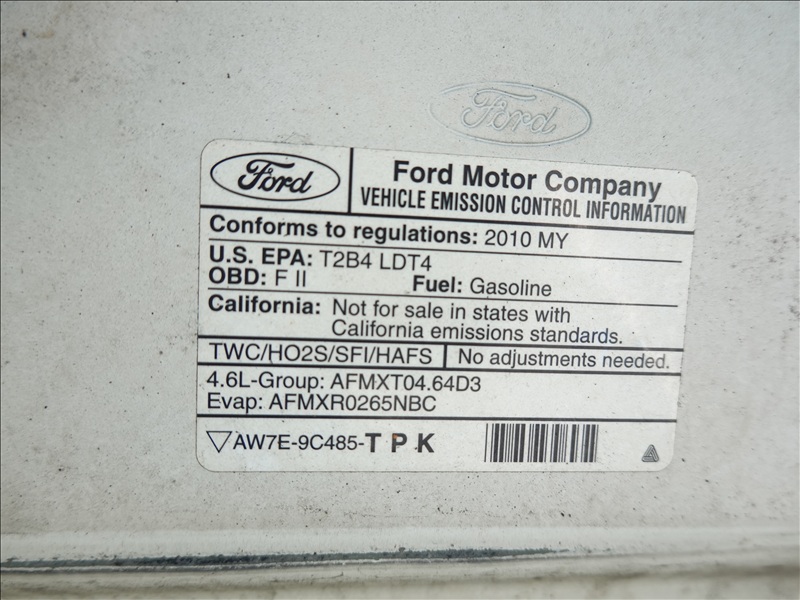 Ford
Ford
Ford Motor Company
VEHICLE EMISSION CONTROL INFORMATION
Conforms to regulations: 2010 MY
U.S. EPA: T2B4 LDT4
OBD: F II Fuel: Gasoline
California: Not for sale in states with
California emissions standards.
TWC/HO2S/SFI/HAFS No adjustments needed.
4.6L-Group: AFMXT04.64D3
Evap: AFMXR0265NBC
AW7E-9C485-TPK